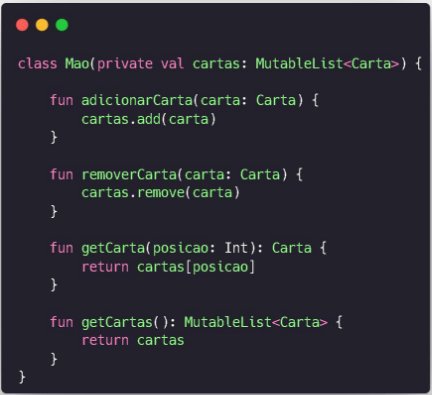 class Mao(private val cartas: MutableList<Carta>) {
fun adicionarCarta(carta: Carta) {
cartas.add(carta)
}
fun removerCarta(carta: Carta) {
cartas.remove(carta)
}
fun getCarta(posicao: Int): Carta {
return cartas[posicao]
}
fun getCartas(): MutableList<Carta> {
return cartas
}
}